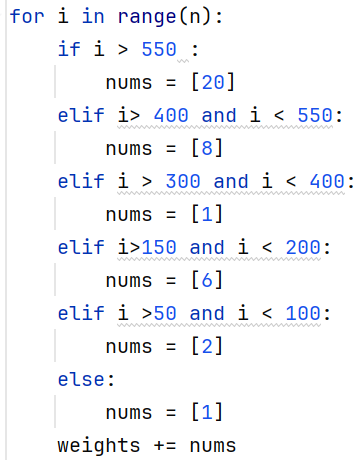 for i in range(n):
    if i > 550 :
        nums = [20]
    elif i> 400 and i < 550:
        nums = [8]
    elif i > 300 and i < 400:
        nums = [1]
    elif i>150 and i < 200:
        nums = [6]
    elif i >50 and i < 100:
        nums = [2]
    else:
        nums = [1]
    weights += nums